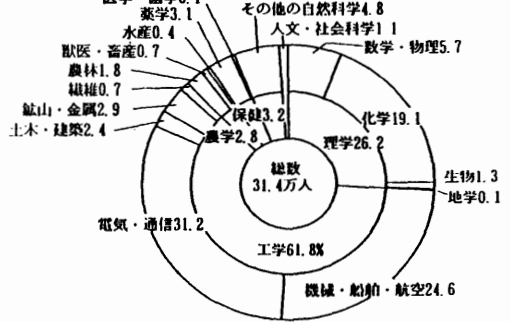 その他の自然科学4.8
薬学3.1
人文・社会科学1.1
水産0.4
数学・物理5.7
獣医・畜産0.7
農林1.8
繊維0.7
鉱山・金属2.9
土木・建築2.4
保健3.2
化学19.1
農学2.8
理学26.2
総数
31.4万人
生物1.3
地学0.1
電気・通信31.2
工学61.8%
機械・船舶・航空24.6